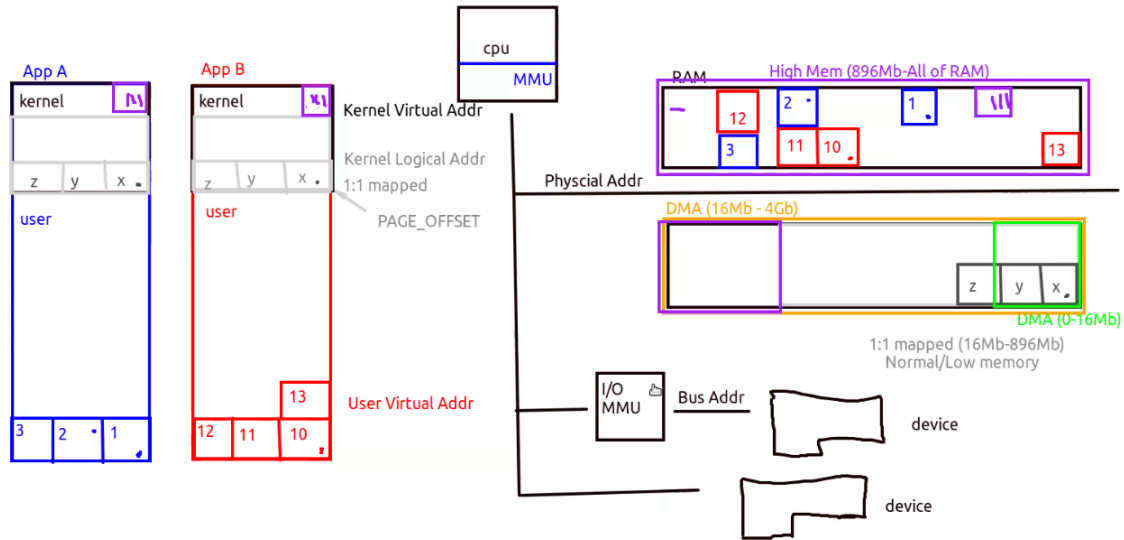 App A
kernel
z y x
user
3 2 1
App B
kernel
z y x
user
13
12 11 10
Kernel Virtual Addr
Kernel Logical Addr
1:1 mapped
PAGE_OFFSET
User Virtual Addr
cpu
MMU
Physcial Addr
RAM
High Mem (896Mb-All of RAM)
12 2 1
3 11 10 13
DMA (16Mb - 4Gb)
z y x
DMA (0-16Mb)
1:1 mapped (16Mb-896Mb)
Normal/Low memory
I/O
MMU
Bus Addr
device
device